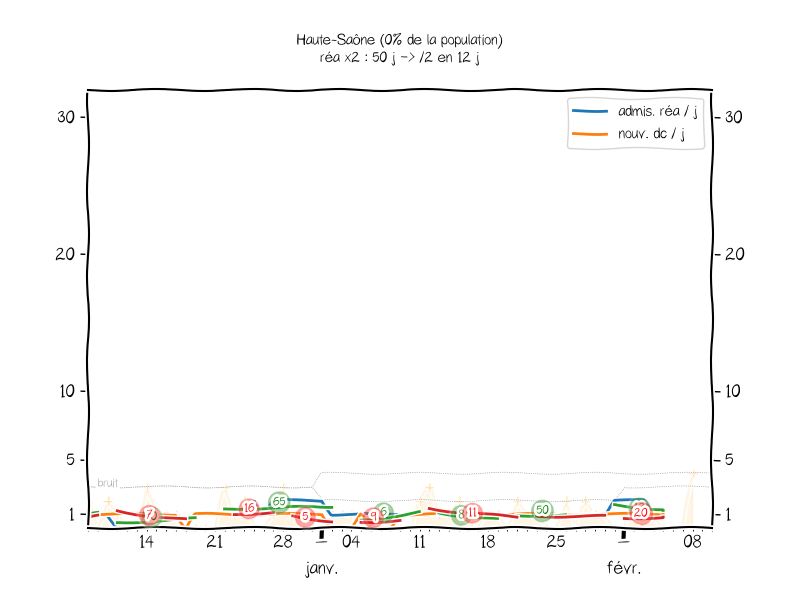 Haute-Saône (0% de la population)
réa x2 : 50 j -> /2 en 12 j
admis. réa / j
nouv. dc / j
30 30
20 20
10 10
5 5
bruit
1 1
7 16 65 5 9 6 8 11 50 20
14 21 28 04 11 18 25 08
janv. févr.